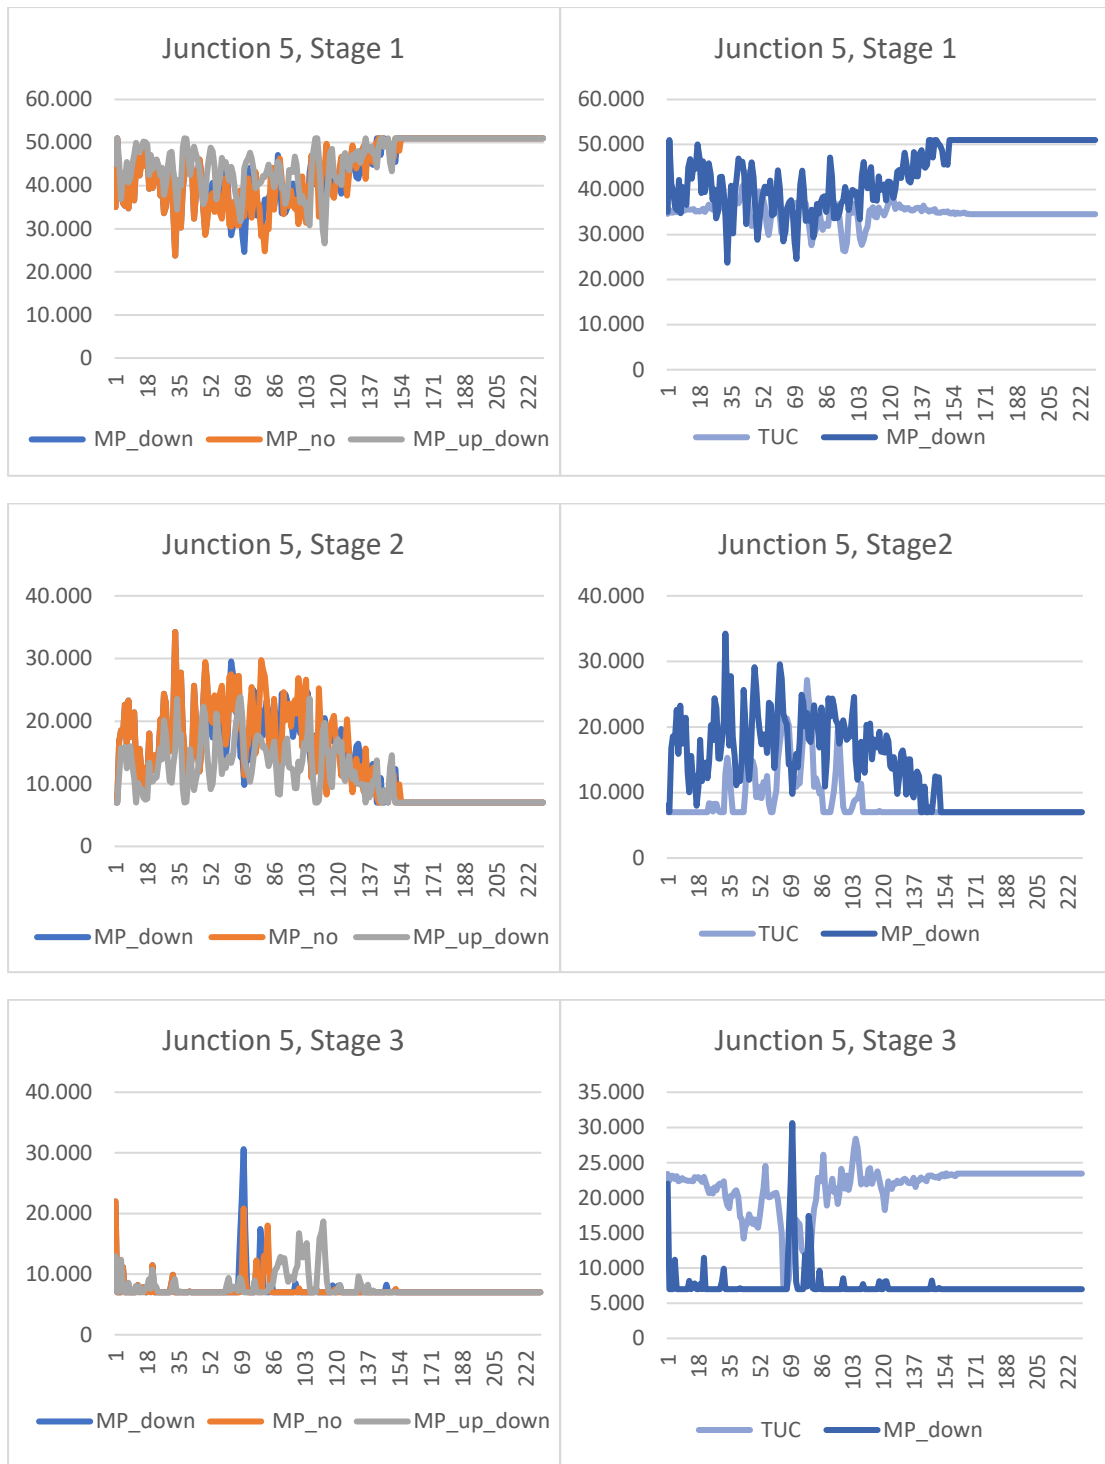 Junction 5, Stage 1
60.000
50.000
40.000
30.000
20.000
10.000
0
1 18 35 52 69 86 103 120 137 154 171 188 205 222
MP_down MP_no MP_up_down
Junction 5, Stage 1
60.000
50.000
40.000
30.000
20.000
10.000
0
1 18 35 52 69 86 103 120 137 154 171 188 205 222
TUC MP_down
Junction 5, Stage 2
40.000
30.000
20.000
10.000
0
1 18 35 52 69 86 103 120 137 154 171 188 205 222
MP_down MP_no MP_up_down
Junction 5, Stage2
40.000
30.000
20.000
10.000
0
1 18 35 52 69 86 103 120 137 154 171 188 205 222
TUC MP_down
Junction 5, Stage 3
40.000
30.000
20.000
10.000
0
1 18 35 52 69 86 103 120 137 154 171 188 205 222
MP_down MP_no MP_up_down
Junction 5, Stage 3
35.000
30.000
25.000
20.000
15.000
10.000
5.000
0
1 18 35 52 69 86 103 120 137 154 171 188 205 222
TUC MP_down